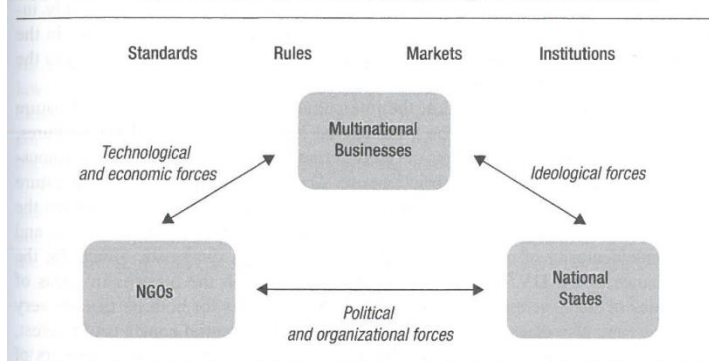 Standards Rules Markets Institutions
Multinational
Businesses
Technological
and economic forces
Ideological forces
NGOs
National
States
Political
and organizational forces